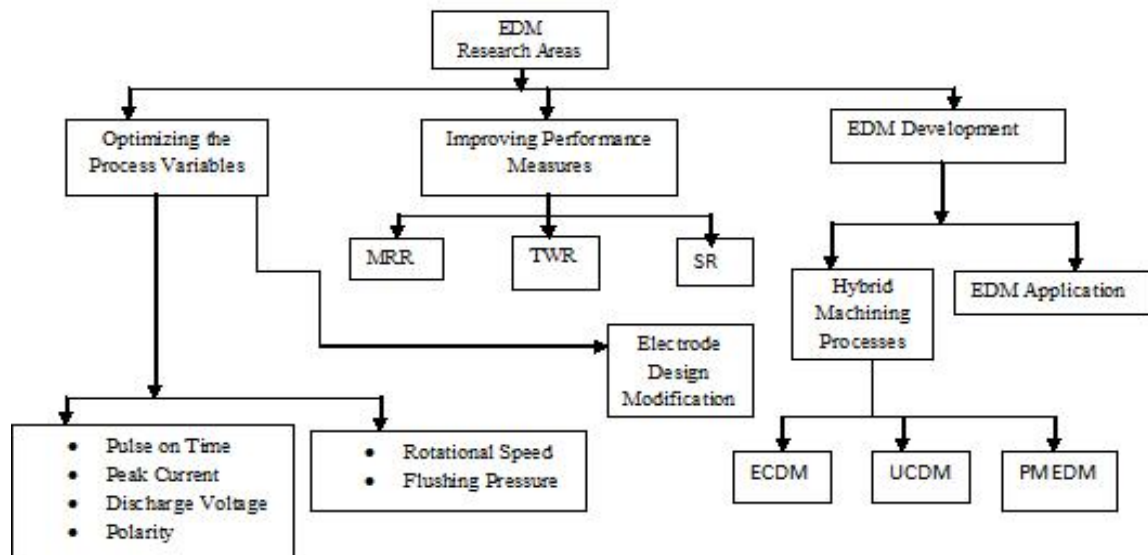 EDM
Research Areas
Optimizing the
Process Variables
Improving Performance
Measures
EDM Development
MRR
TWR
SR
Hybrid
Machining
Processes
EDM Application
Electrode
Design
Modification
• Pulse on Time
• Peak Current
• Discharge Voltage
• Polarity
• Rotational Speed
• Flushing Pressure
ECDM
UCDM
PMEDM